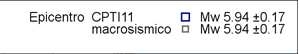 Epicentro CPTI11 Mw 5.94 ±0.17
macrosismico Mw 5.94 ±0.17